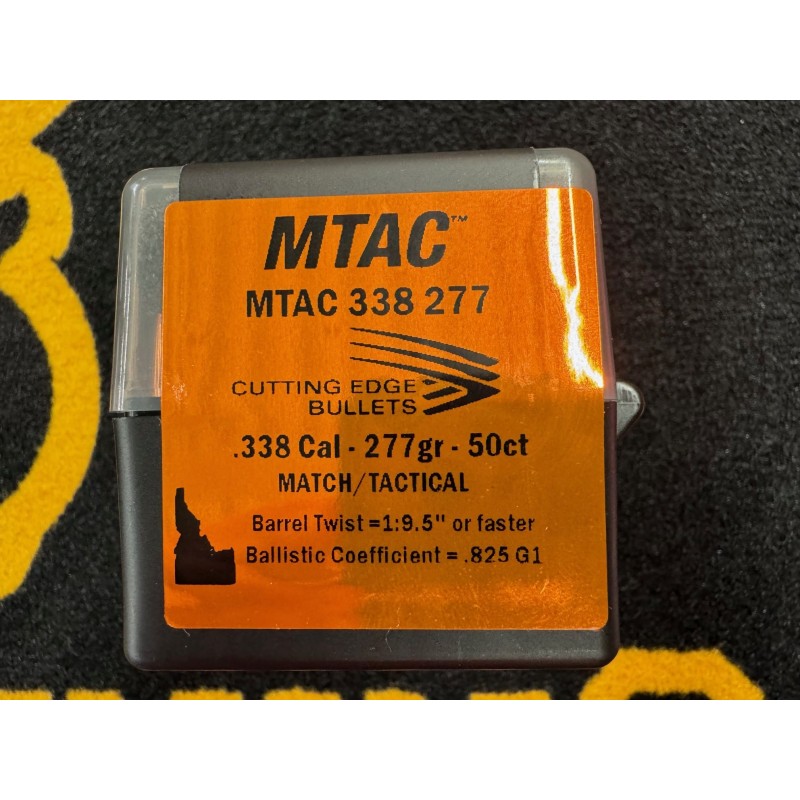 MTAC™
MTAC 338 277
CUTTING EDGE
BULLETS
.338 Cal - 277gr - 50ct
MATCH/TACTICAL
Barrel Twist =1:9.5" or faster
Ballistic Coefficient = .825 G1